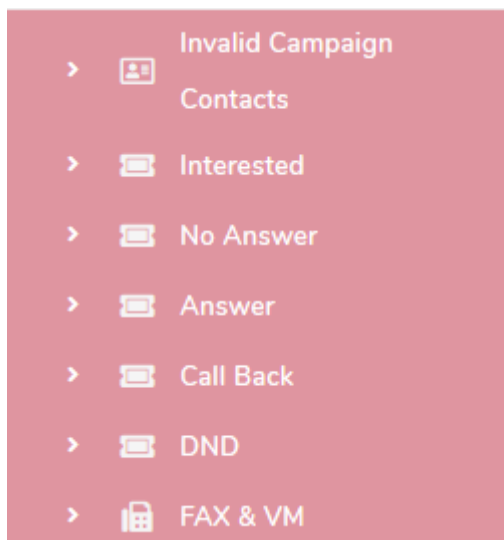 Invalid Campaign
Contacts
Interested
No Answer
Answer
Call Back
DND
FAX & VM